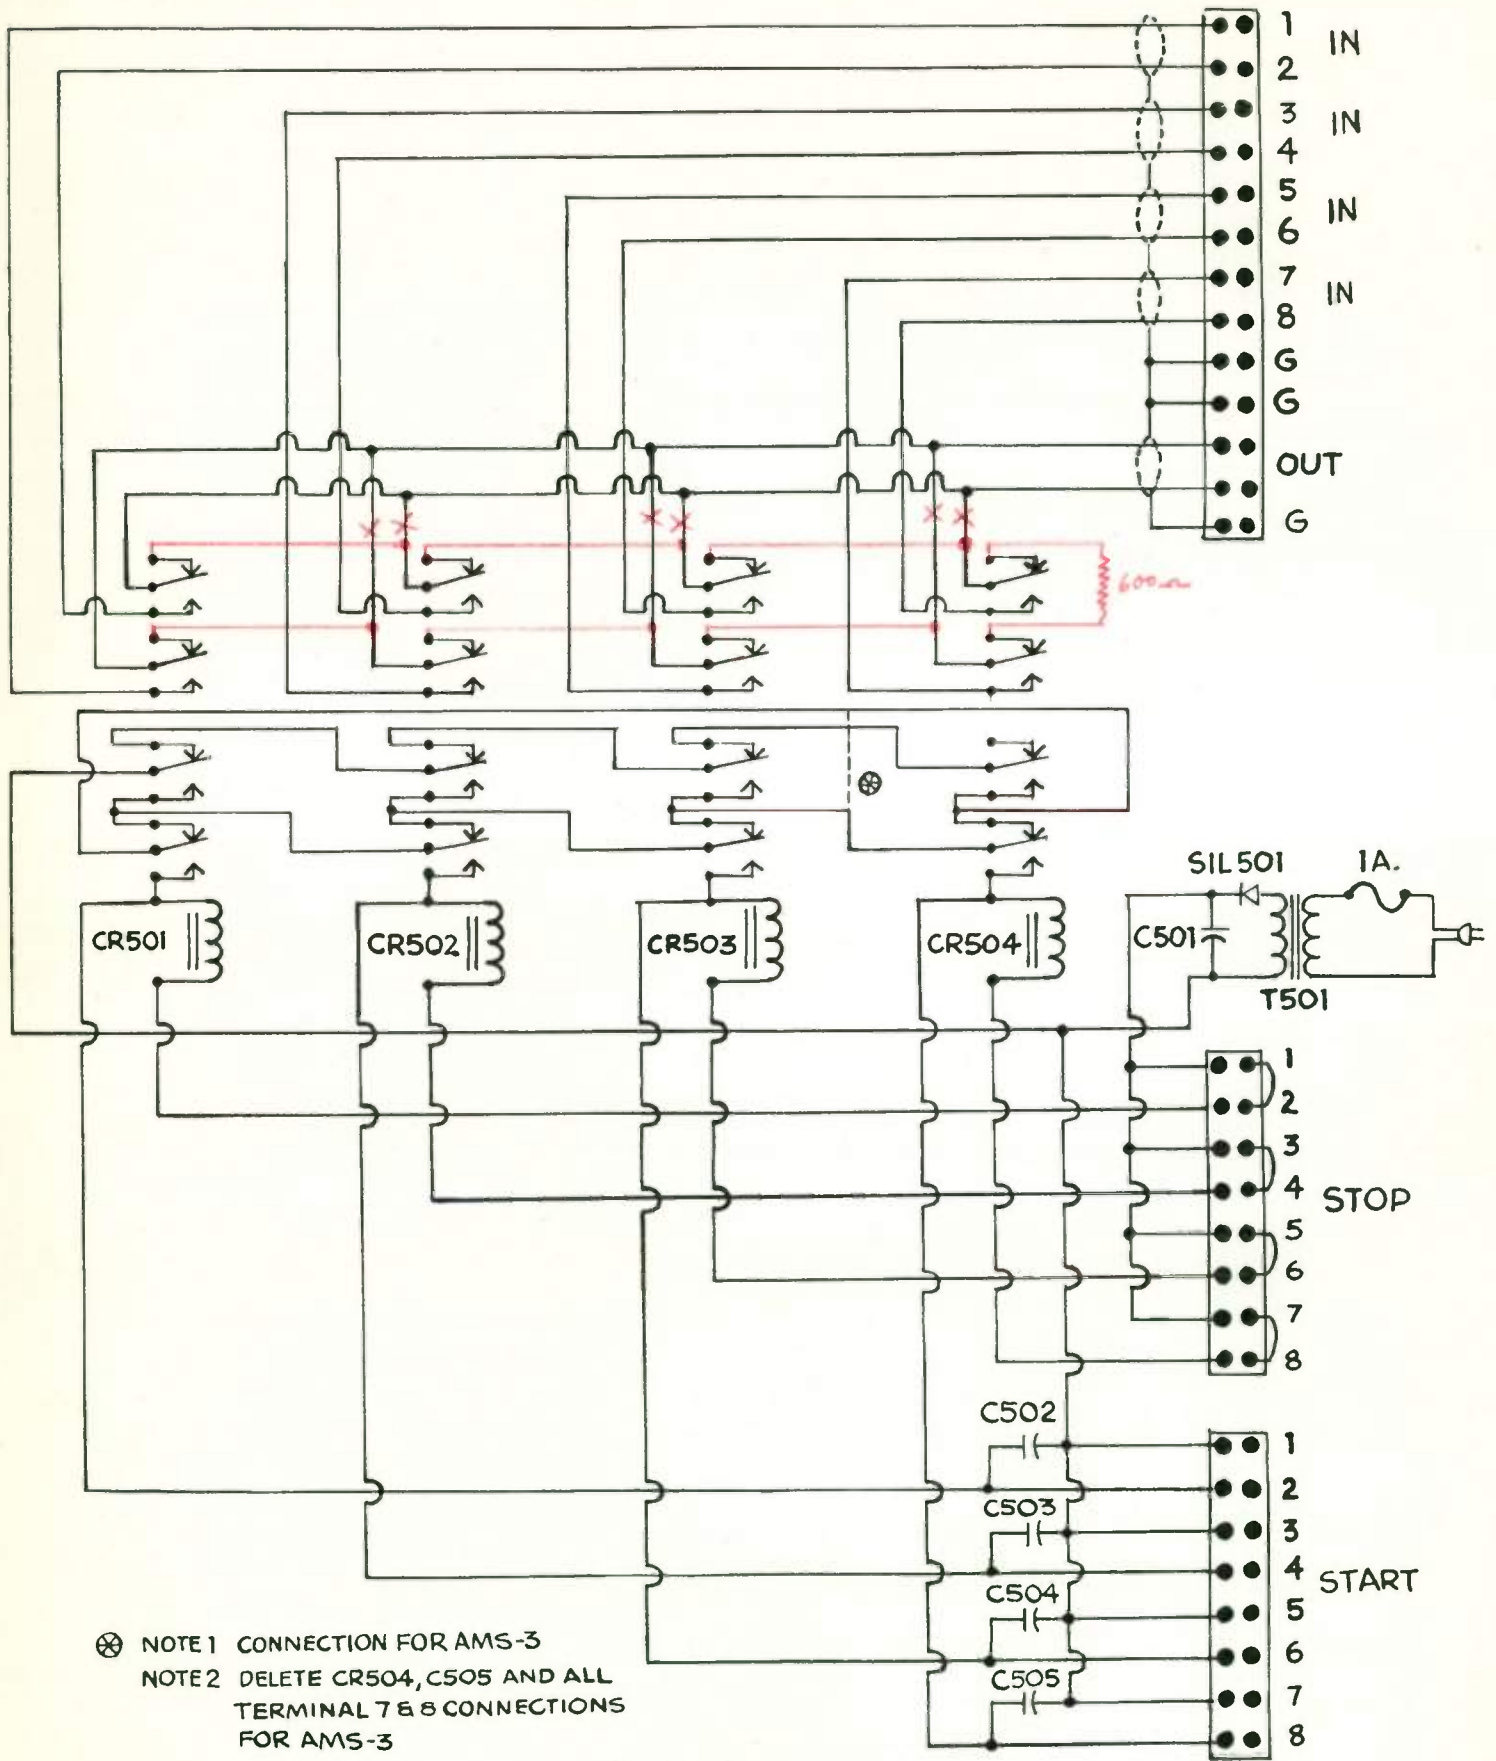 1
IN
2
3
IN
4
5
IN
6
7
IN
8
G
G
OUT
G
600Ω
SIL501
1A.
C501
T501
CR501
CR502
CR503
CR504
1
2
3
4
STOP
5
6
7
8
C502
1
2
C503
3
4
START
C504
5
6
C505
7
8
NOTE 1 CONNECTION FOR AMS-3
NOTE 2 DELETE CR504, C505 AND ALL
TERMINAL 7 & 8 CONNECTIONS
FOR AMS-3